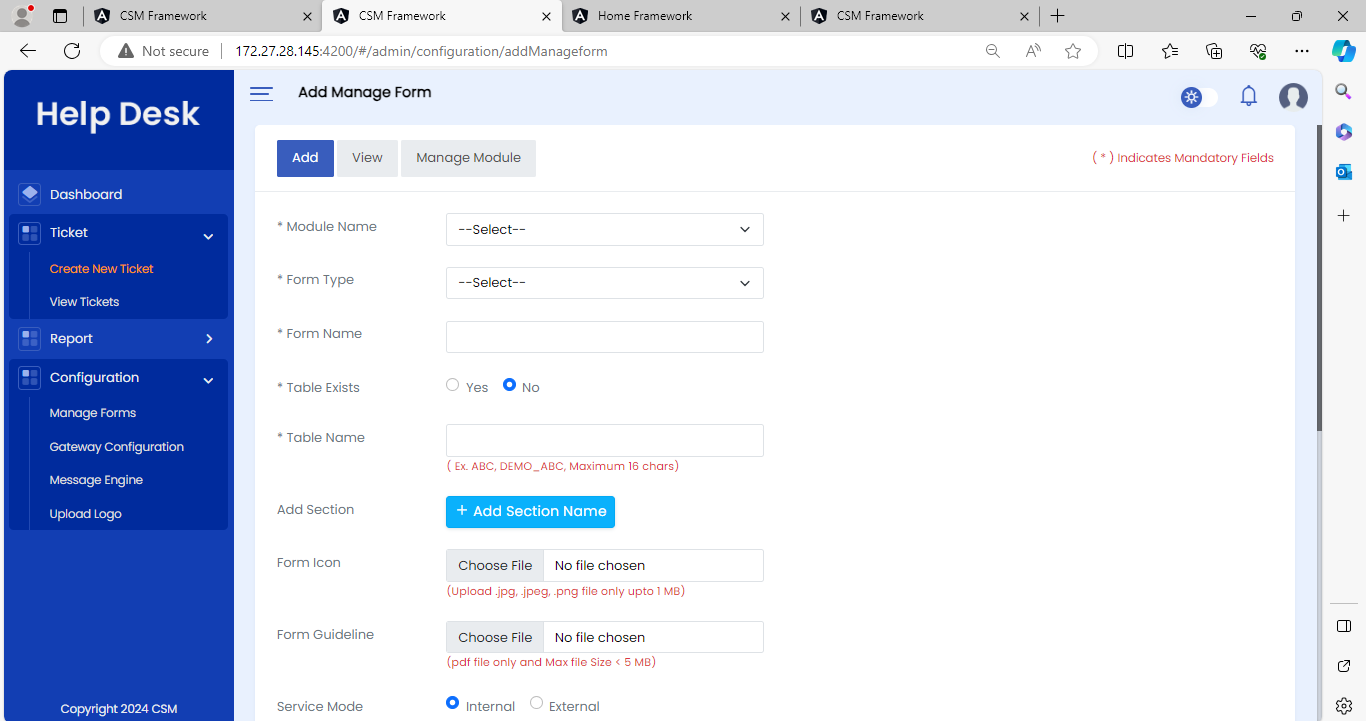 CSM Framework
CSM Framework
Home Framework
CSM Framework
Not secure
172.27.28.145:4200/#/admin/configuration/addManageform
Help Desk
Dashboard
Ticket
Create New Ticket
View Tickets
Report
Configuration
Manage Forms
Gateway Configuration
Message Engine
Upload Logo
Copyright 2024 CSM
Add Manage Form
Add View Manage Module
( * ) Indicates Mandatory Fields
* Module Name --Select--
* Form Type --Select--
* Form Name
* Table Exists Yes No
* Table Name
( Ex. ABC, DEMO_ABC, Maximum 16 chars)
Add Section + Add Section Name
Form Icon Choose File No file chosen
(Upload .jpg, .jpeg, .png file only upto 1 MB)
Form Guideline Choose File No file chosen
(pdf file only and Max file Size < 5 MB)
Service Mode Internal External